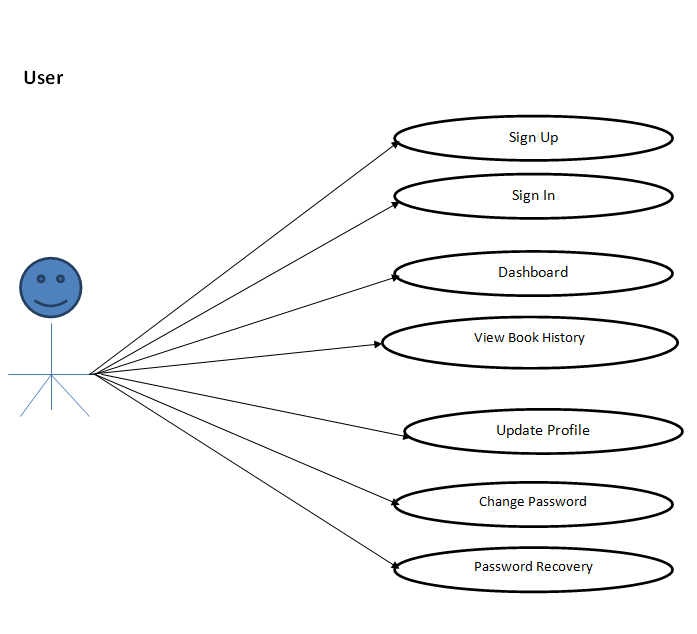 User
Sign Up
Sign In
Dashboard
View Book History
Update Profile
Change Password
Password Recovery